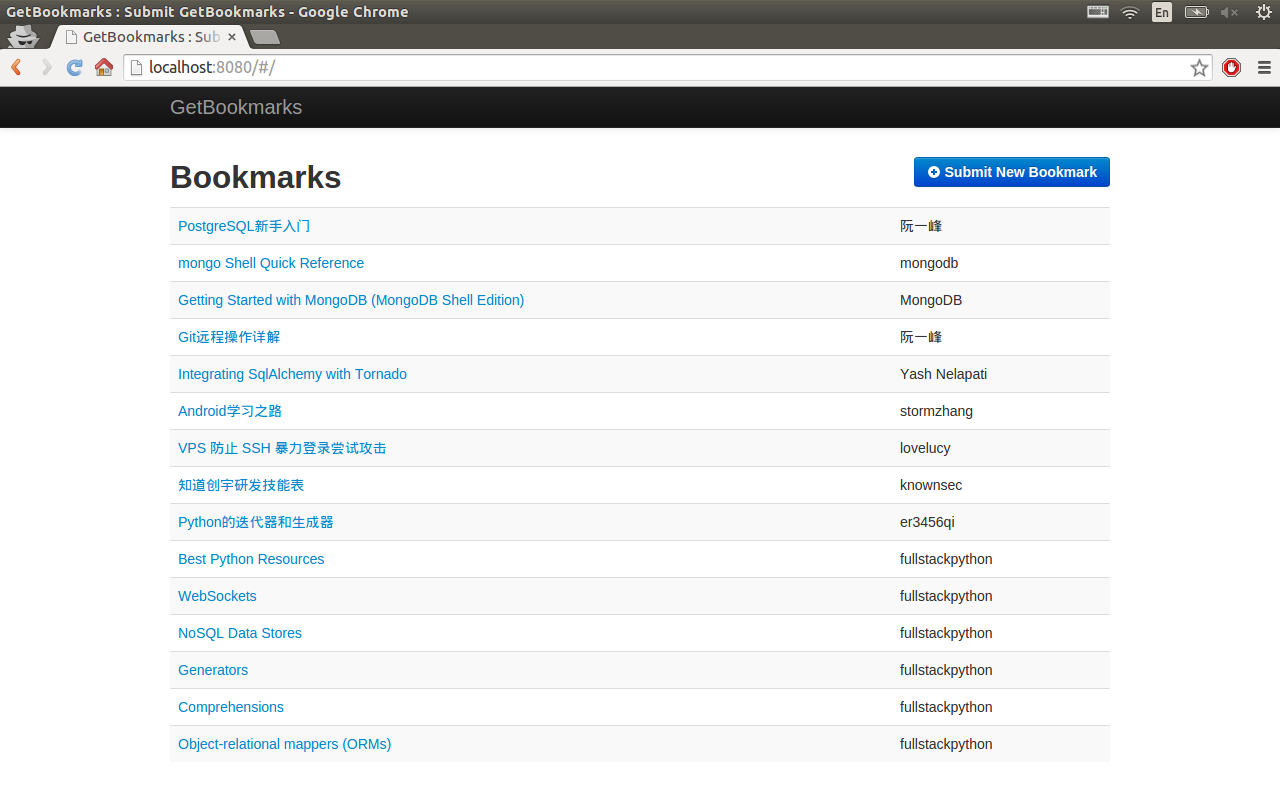 GetBookmarks : Submit GetBookmarks - Google Chrome
En
GetBookmarks : Sub
localhost:8080/#/
GetBookmarks
Bookmarks
Submit New Bookmark
PostgreSQL新手入门 阮一峰
mongo Shell Quick Reference mongodb
Getting Started with MongoDB (MongoDB Shell Edition) MongoDB
Git远程操作详解 阮一峰
Integrating SqlAlchemy with Tornado Yash Nelapati
Android学习之路 stormzhang
VPS 防止 SSH 暴力登录尝试攻击 lovelucy
知道创宇研发技能表 knownsec
Python的迭代器和生成器 er3456qi
Best Python Resources fullstackpython
WebSockets fullstackpython
NoSQL Data Stores fullstackpython
Generators fullstackpython
Comprehensions fullstackpython
Object-relational mappers (ORMs) fullstackpython